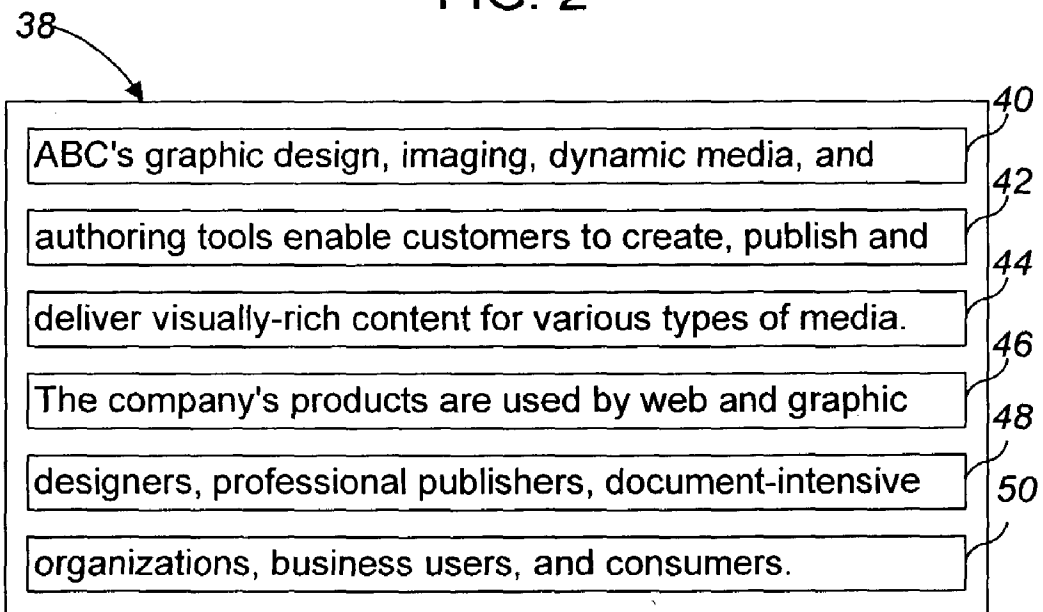 FIG. 2
38
40
ABC's graphic design, imaging, dynamic media, and
42
authoring tools enable customers to create, publish and
44
deliver visually-rich content for various types of media.
46
The company's products are used by web and graphic
48
designers, professional publishers, document-intensive
50
organizations, business users, and consumers.